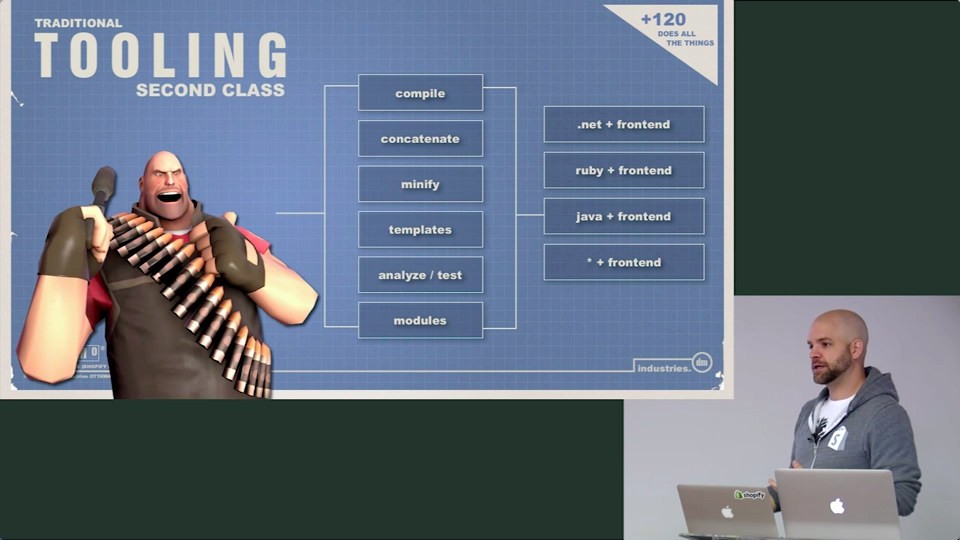 TRADITIONAL
TOOLING
SECOND CLASS
+120
DOES ALL
THE THINGS
compile
concatenate
minify
templates
analyze / test
modules
.net + frontend
ruby + frontend
java + frontend
* + frontend
industries.
dm
shopify